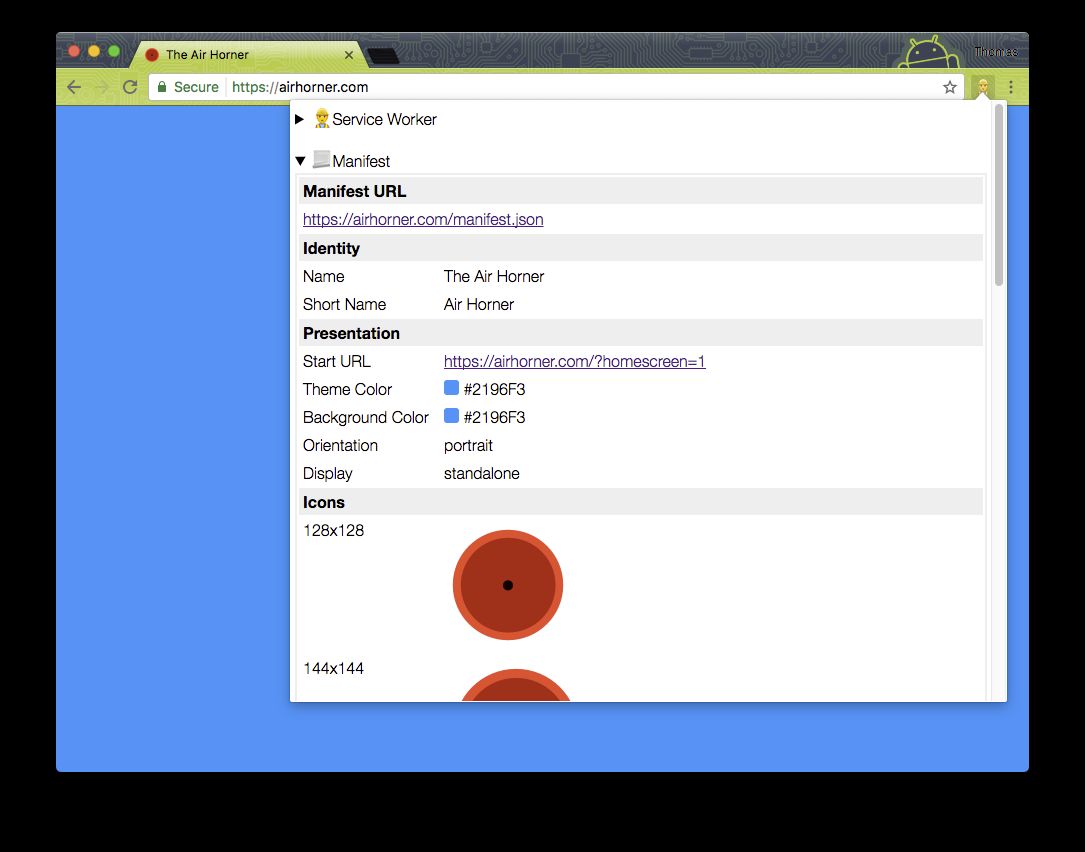 The Air Horner
Thomas
Secure https://airhorner.com
Service Worker
Manifest
Manifest URL
https://airhorner.com/manifest.json
Identity
Name The Air Horner
Short Name Air Horner
Presentation
Start URL https://airhorner.com/?homescreen=1
Theme Color #2196F3
Background Color #2196F3
Orientation portrait
Display standalone
Icons
128x128
144x144